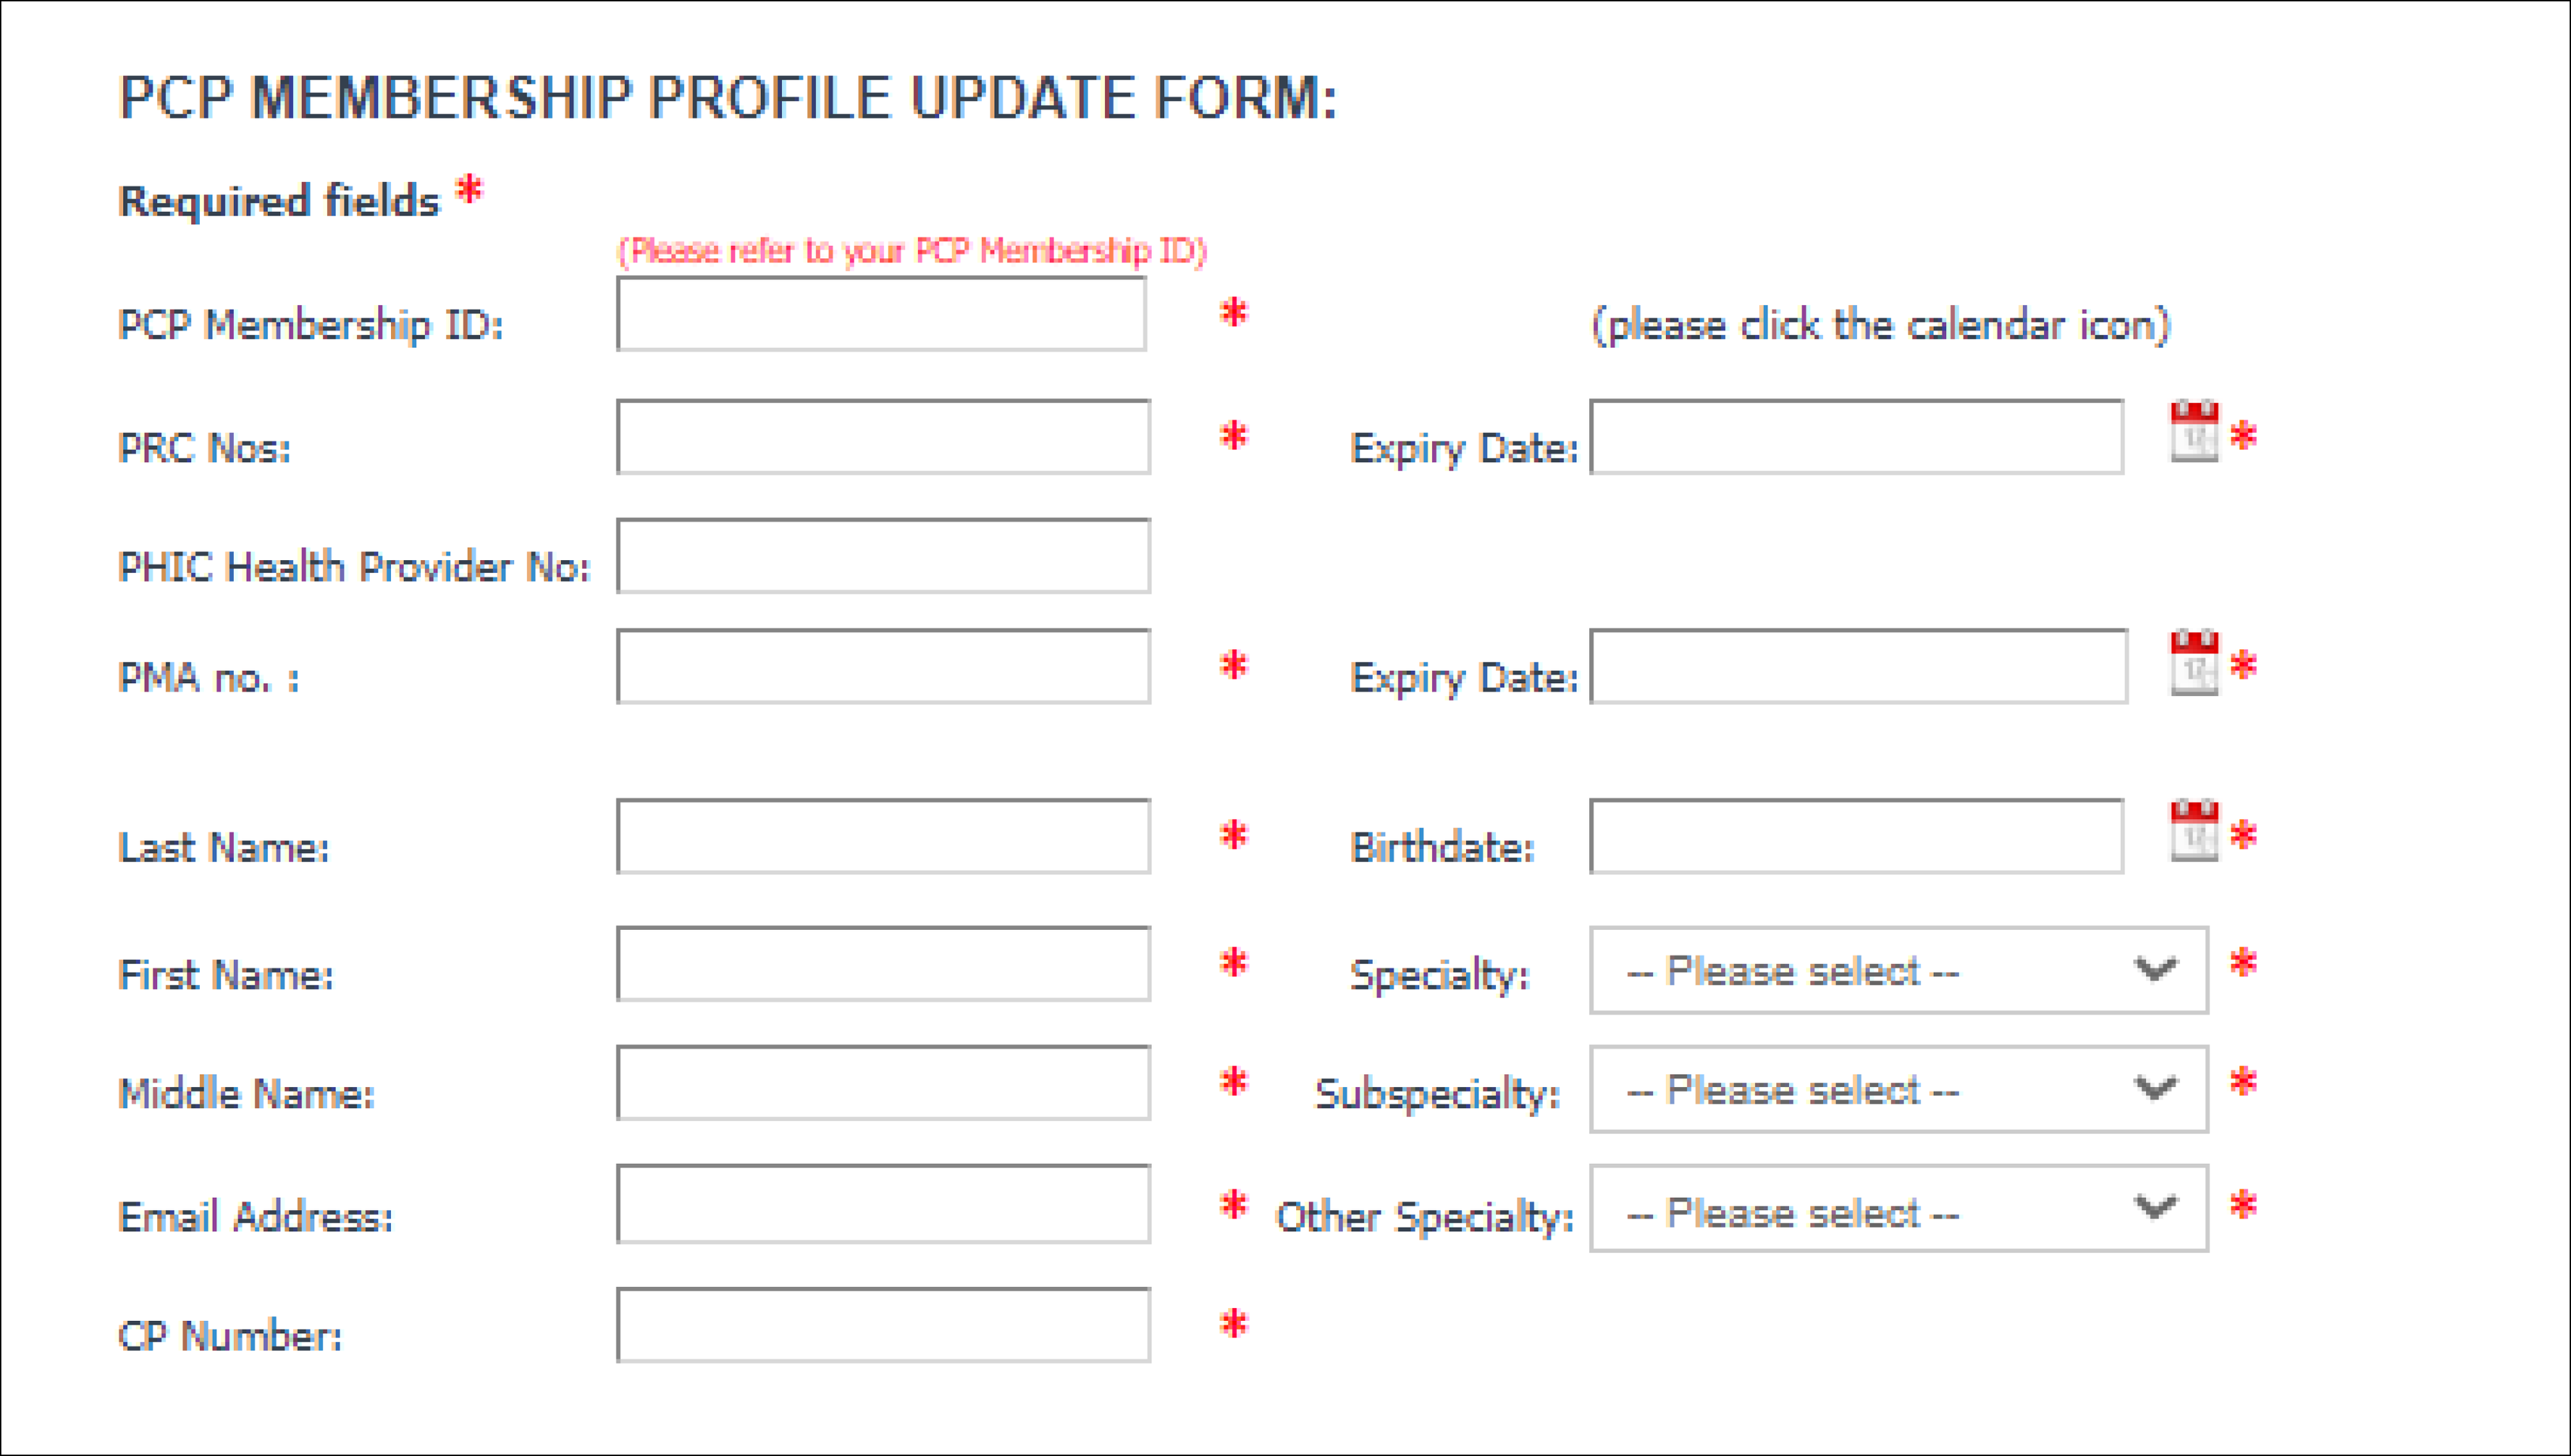 PCP MEMBERSHIP PROFILE UPDATE FORM:
Required fields *
(Please refer to your PCP Membership ID)
PCP Membership ID: * (please click the calendar icon)
PRC Nos: * Expiry Date: *
PHIC Health Provider No:
PMA no. : * Expiry Date: *
Last Name: * Birthdate: *
First Name: * Specialty: -- Please select -- *
Middle Name: * Subspecialty: -- Please select -- *
Email Address: * Other Specialty: -- Please select -- *
CP Number: *